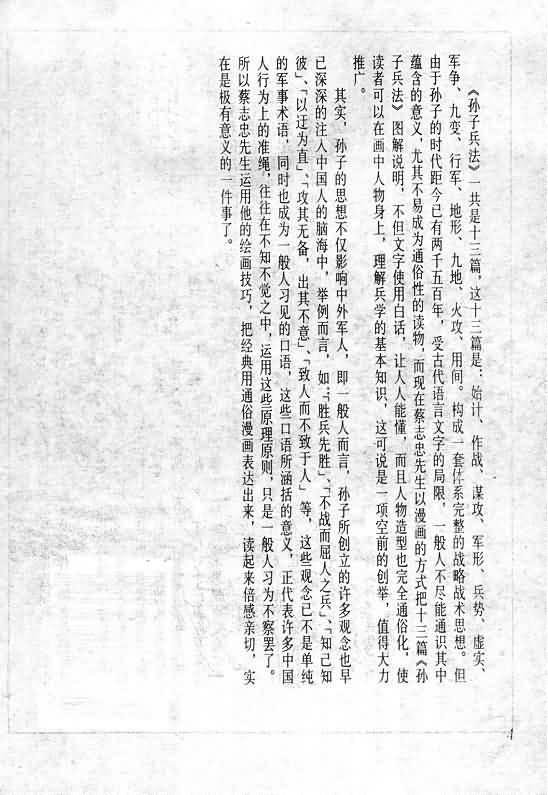 《孙子兵法》一共是十三篇，这十三篇是：始计、作战、谋攻、军形、兵势、虚实、
军争、九变、行军、地形、九地、火攻、用间。构成一套体系完整的战略战术思想。但
由于孙子的时代距今已有两千五百年，受古代语言文字的局限，一般人不尽能通识其中
蕴含的意义，尤其不易成为通俗性的读物，而现在蔡志忠先生以漫画的方式把十三篇《孙
子兵法》图解说明，不但文字使用白话，让人人能懂，而且人物造型也完全通俗化，使
读者可以在画中人物身上，理解兵学的基本知识，这可说是一项空前的创举，值得大力
推广。
其实，孙子的思想不仅影响中外军人，即一般人而言，孙子所创立的许多观念也早
已深深的注入中国人的脑海中，举例而言，如：「胜兵先胜」、「不战而屈人之兵」、「知己知
彼」、「以迂为直」、「攻其无备，出其不意」、「致人而不致于人」等，这些观念已不是单纯
的军事术语，同时也成为一般人习见的口语，这些口语所涵括的意义，正代表许多中国
人行为上的准绳，往往在不知不觉之中，运用这些原理原则，只是一般人习为不察罢了。
所以蔡志忠先生运用他的绘画技巧，把经典用通俗漫画表达出来，读起来倍感亲切，实
在是极有意义的一件事了。
1